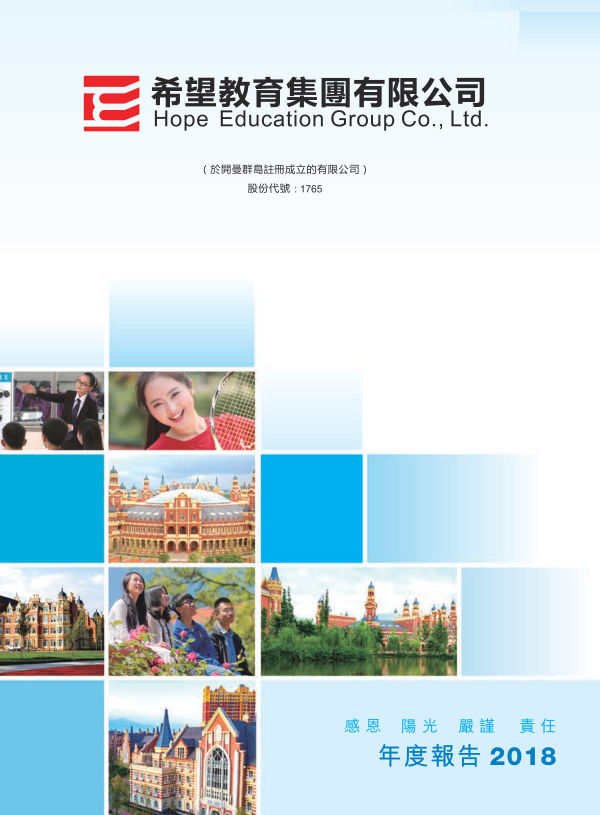 希望教育集團有限公司
Hope Education Group Co., Ltd.
（於開曼群島註冊成立的有限公司）
股份代號：1765
感恩 陽光 嚴謹 責任
年度報告 2018